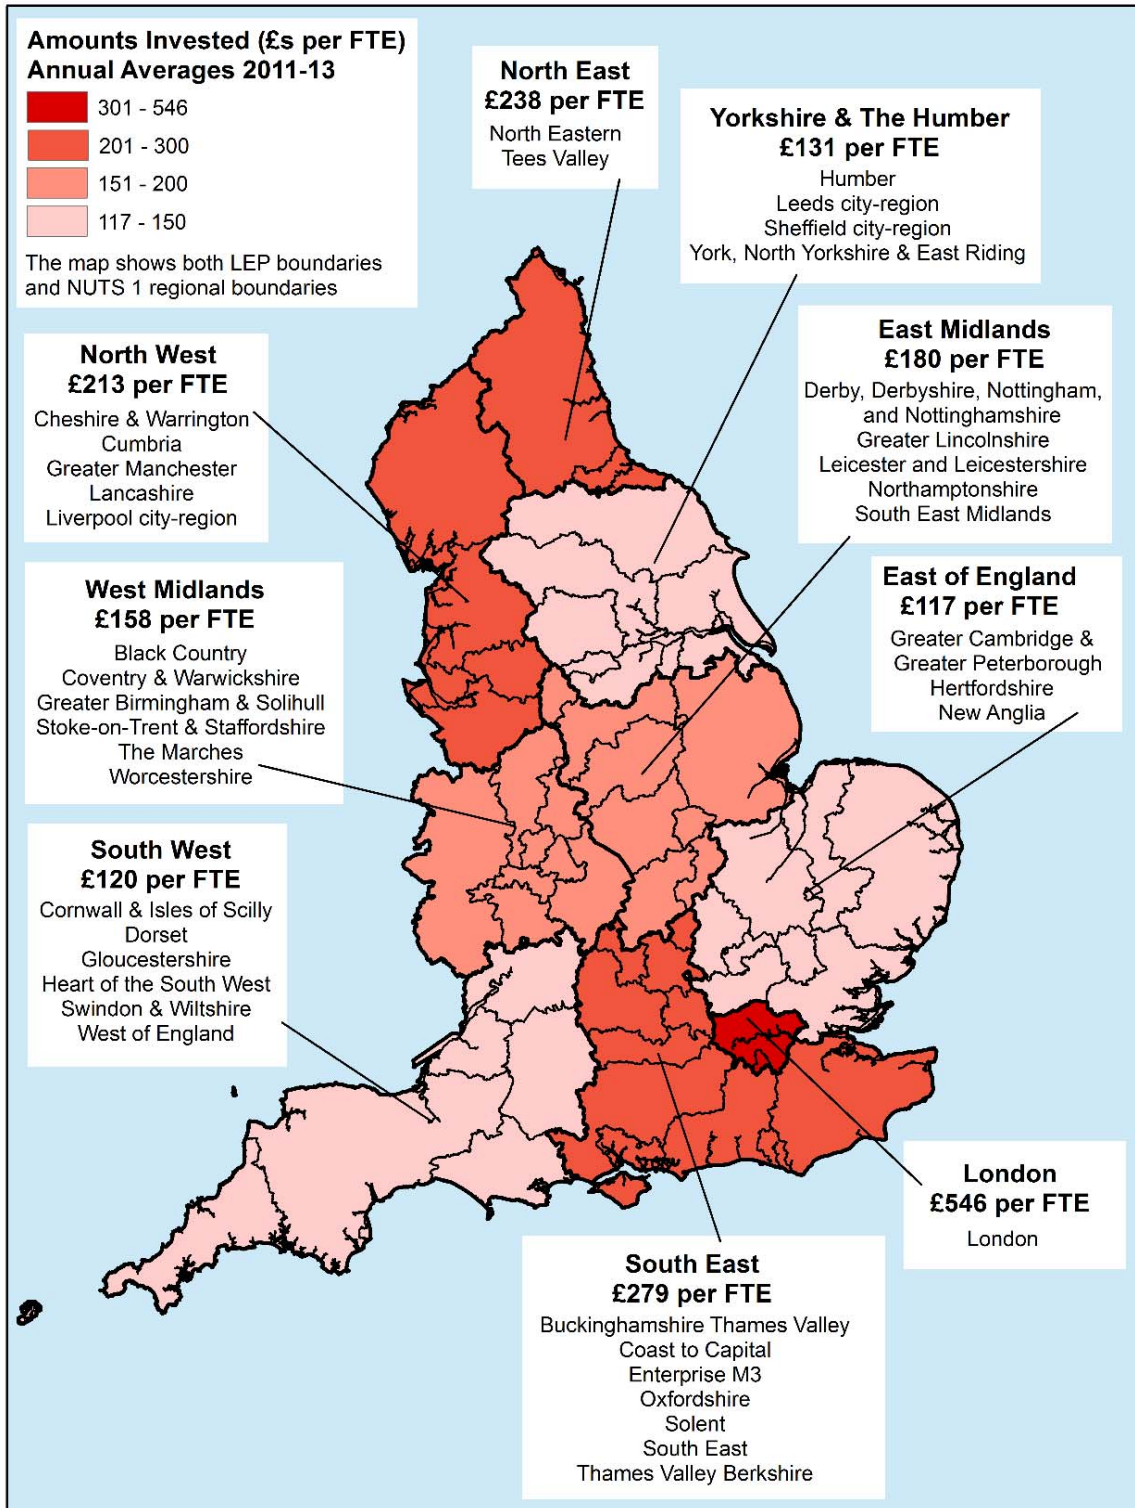 Amounts Invested (£s per FTE)
Annual Averages 2011-13
301 - 546
201 - 300
151 - 200
117 - 150
The map shows both LEP boundaries
and NUTS 1 regional boundaries
North East
£238 per FTE
North Eastern
Tees Valley
Yorkshire & The Humber
£131 per FTE
Humber
Leeds city-region
Sheffield city-region
York, North Yorkshire & East Riding
North West
£213 per FTE
Cheshire & Warrington
Cumbria
Greater Manchester
Lancashire
Liverpool city-region
East Midlands
£180 per FTE
Derby, Derbyshire, Nottingham,
and Nottinghamshire
Greater Lincolnshire
Leicester and Leicestershire
Northamptonshire
South East Midlands
West Midlands
£158 per FTE
Black Country
Coventry & Warwickshire
Greater Birmingham & Solihull
Stoke-on-Trent & Staffordshire
The Marches
Worcestershire
East of England
£117 per FTE
Greater Cambridge &
Greater Peterborough
Hertfordshire
New Anglia
South West
£120 per FTE
Cornwall & Isles of Scilly
Dorset
Gloucestershire
Heart of the South West
Swindon & Wiltshire
West of England
London
£546 per FTE
London
South East
£279 per FTE
Buckinghamshire Thames Valley
Coast to Capital
Enterprise M3
Oxfordshire
Solent
South East
Thames Valley Berkshire